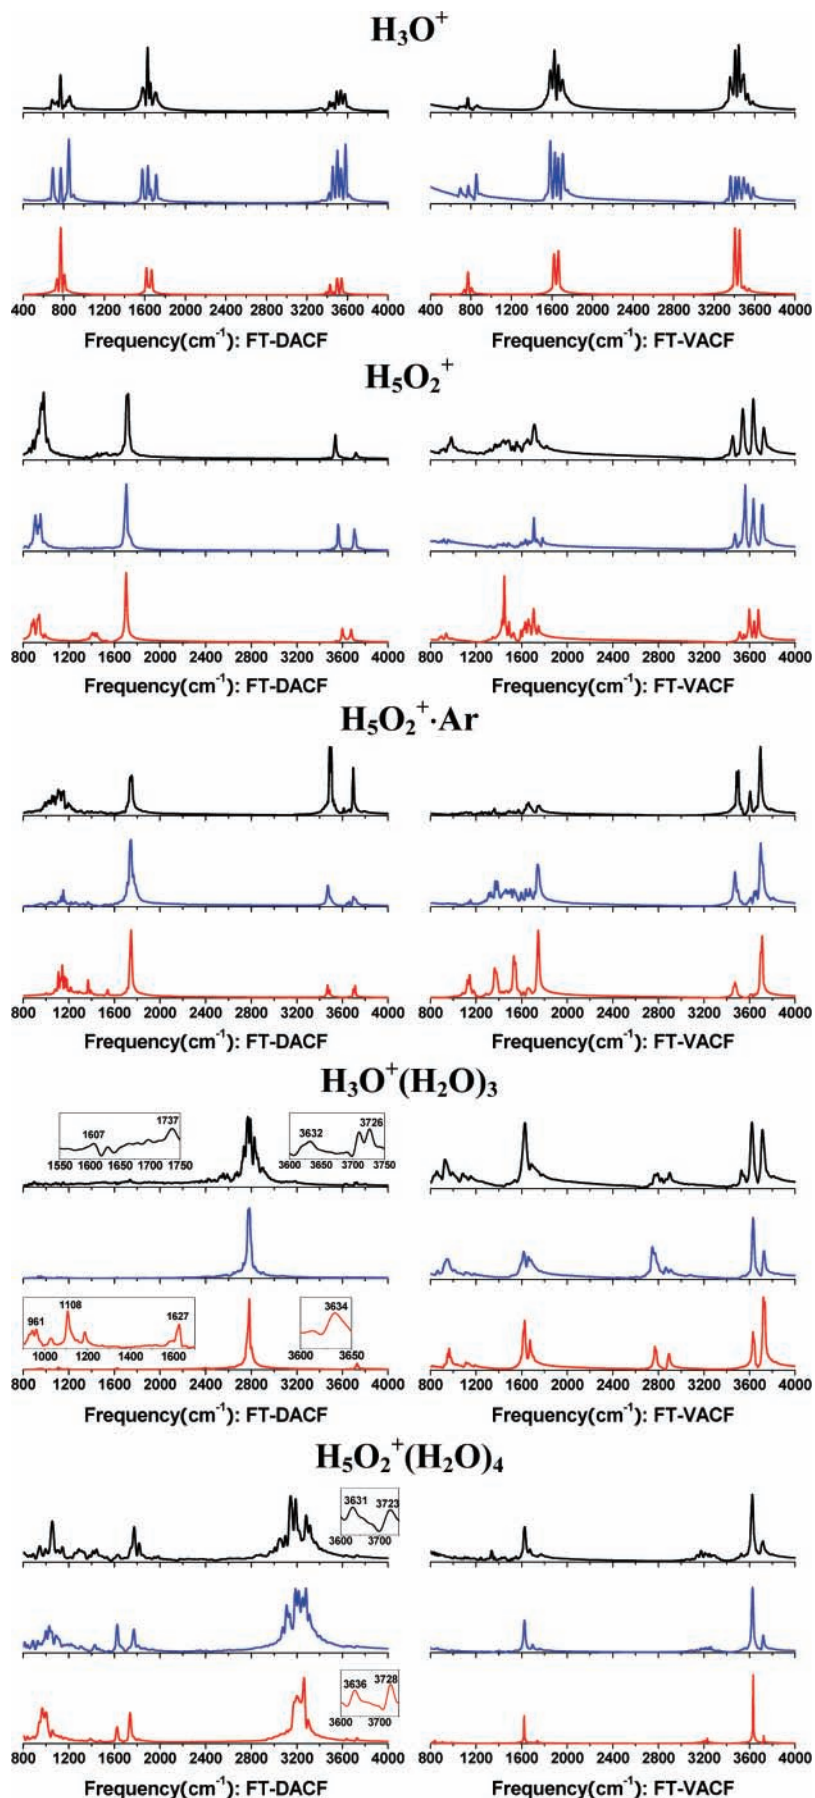 H₃O⁺
400 800 1200 1600 2000 2400 2800 3200 3600 4000 400 800 1200 1600 2000 2400 2800 3200 3600 4000
Frequency(cm⁻¹): FT-DACF Frequency(cm⁻¹): FT-VACF
H₅O₂⁺
800 1200 1600 2000 2400 2800 3200 3600 4000 800 1200 1600 2000 2400 2800 3200 3600 4000
Frequency(cm⁻¹): FT-DACF Frequency(cm⁻¹): FT-VACF
H₅O₂⁺·Ar
800 1200 1600 2000 2400 2800 3200 3600 4000 800 1200 1600 2000 2400 2800 3200 3600 4000
Frequency(cm⁻¹): FT-DACF Frequency(cm⁻¹): FT-VACF
H₃O⁺(H₂O)₃
1607 1737 3632 3726
1550 1600 1650 1700 1750 3600 3650 3700 3750
961 1108 1627 3634
1000 1200 1400 1600 3600 3650
800 1200 1600 2000 2400 2800 3200 3600 4000 800 1200 1600 2000 2400 2800 3200 3600 4000
Frequency(cm⁻¹): FT-DACF Frequency(cm⁻¹): FT-VACF
H₅O₂⁺(H₂O)₄
3631 3723
3600 3700
3636 3728
3600 3700
800 1200 1600 2000 2400 2800 3200 3600 4000 800 1200 1600 2000 2400 2800 3200 3600 4000
Frequency(cm⁻¹): FT-DACF Frequency(cm⁻¹): FT-VACF